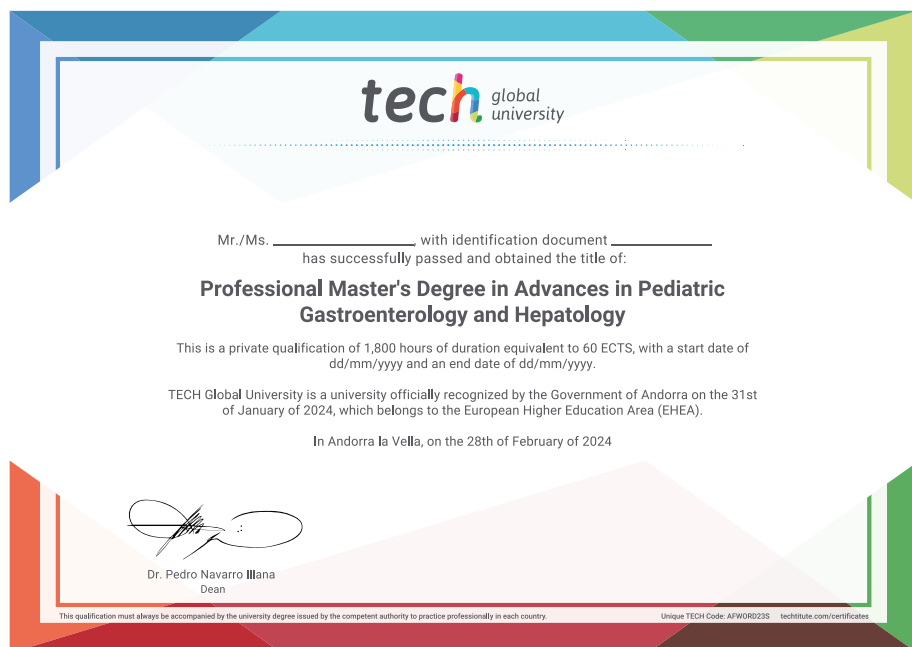 tech global university
Mr./Ms. ____________________, with identification document ______________
has successfully passed and obtained the title of:
Professional Master's Degree in Advances in Pediatric
Gastroenterology and Hepatology
This is a private qualification of 1,800 hours of duration equivalent to 60 ECTS, with a start date of
dd/mm/yyyy and an end date of dd/mm/yyyy.
TECH Global University is a university officially recognized by the Government of Andorra on the 31st
of January of 2024, which belongs to the European Higher Education Area (EHEA).
In Andorra la Vella, on the 28th of February of 2024
Dr. Pedro Navarro Illana
Dean
This qualification must always be accompanied by the university degree issued by the competent authority to practice professionally in each country.
Unique TECH Code: AFWORD23S techtitute.com/certificates